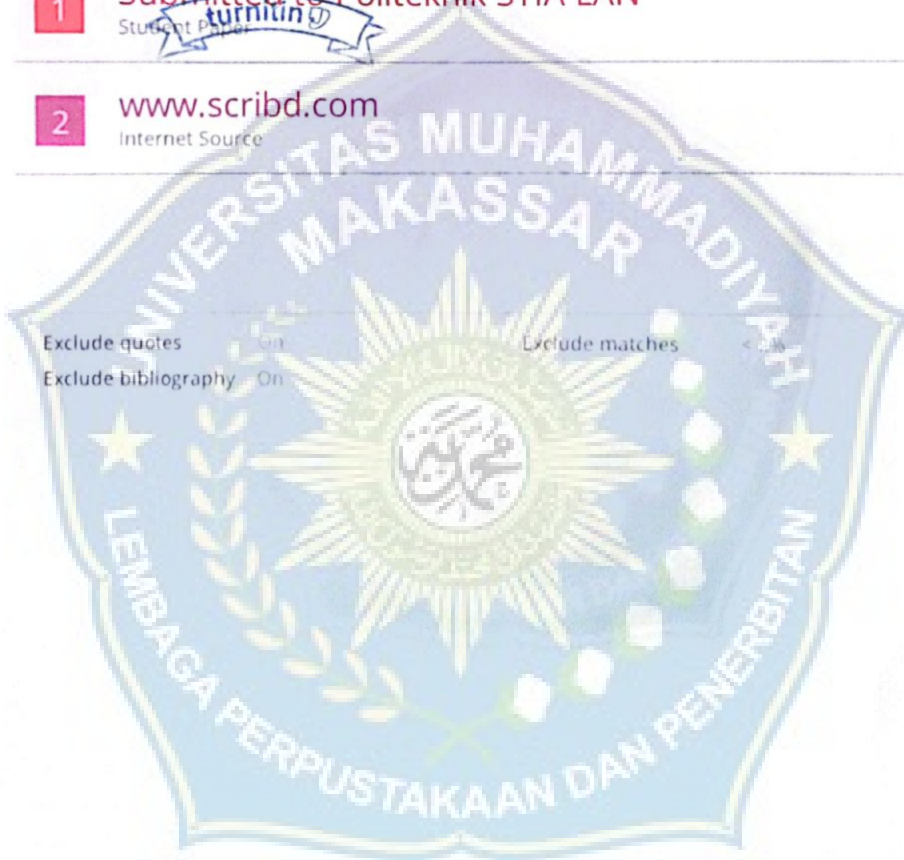 1 Submitted to Politeknik STIA LAN
turnitin
Student Paper
2 www.scribd.com
Internet Source
UNIVERSITAS MUHAMMADIYAH
MAKASSAR
Exclude quotes On
Exclude matches
Exclude bibliography On
LEMBAGA PERPUSTAKAAN DAN PENERBITAN